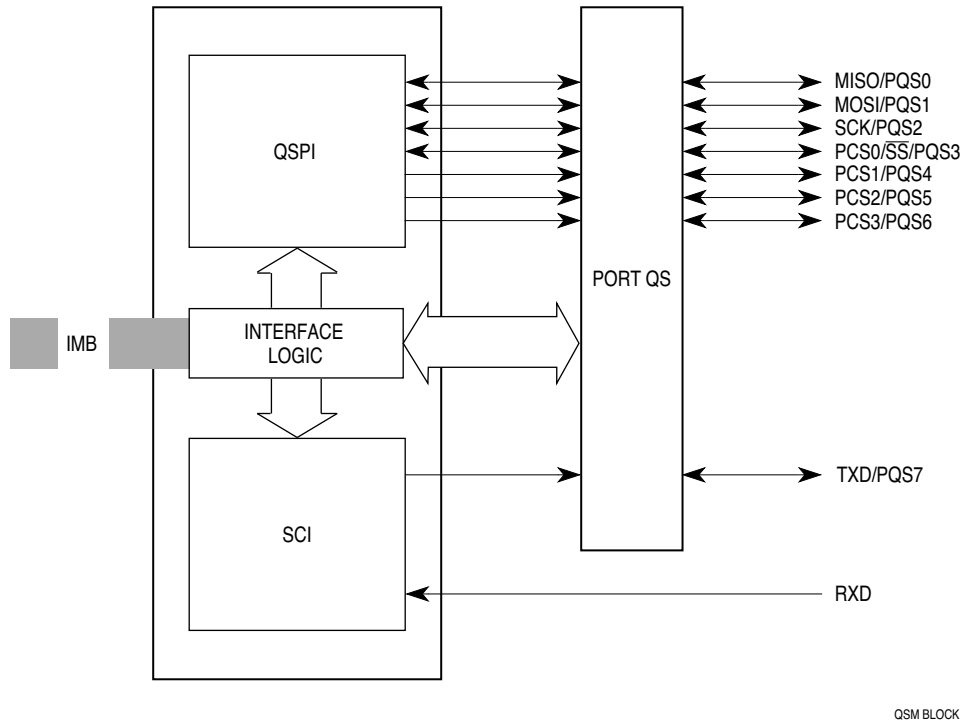 QSPI
MISO/PQS0
MOSI/PQS1
SCK/PQS2
PCS0/S̅S̅/PQS3
PCS1/PQS4
PCS2/PQS5
PCS3/PQS6
PORT QS
IMB
INTERFACE
LOGIC
SCI
TXD/PQS7
RXD
QSM BLOCK